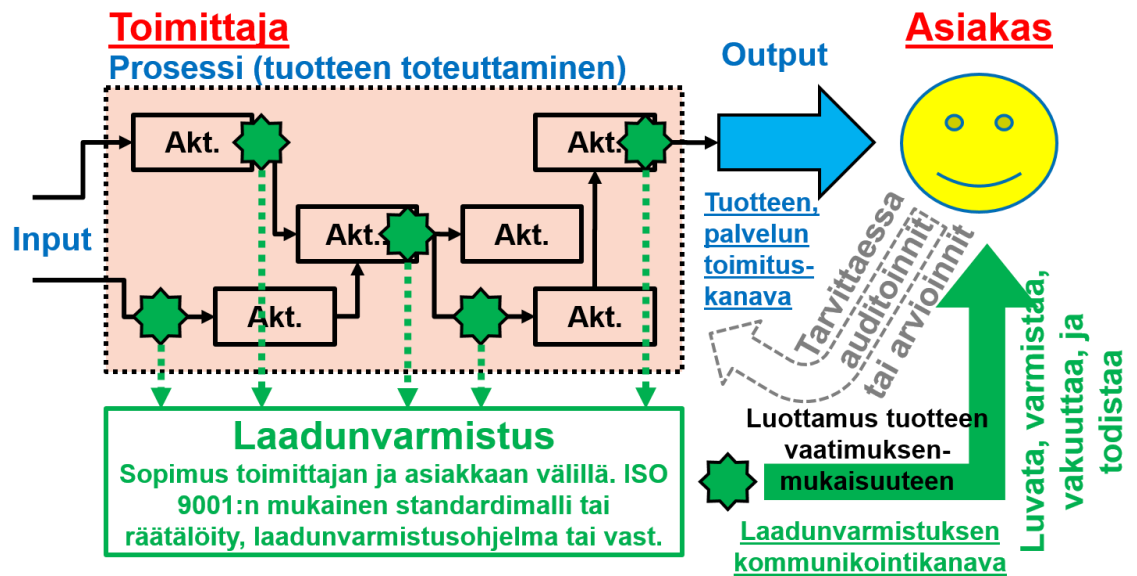 Toimittaja
Prosessi (tuotteen toteuttaminen)
Output
Asiakas
Input
Akt.
Akt.
Akt.
Akt.
Akt.
Akt.
Tuotteen,
palvelun
toimitus-
kanava
Tarvittaessa
auditoinnit
tai arvioinnit
Laadunvarmistus
Sopimus toimittajan ja asiakkaan välillä. ISO
9001:n mukainen standardimalli tai
räätälöity, laadunvarmistusohjelma tai vast.
Luottamus tuotteen
vaatimuksen-
mukaisuuteen
Laadunvarmistuksen
kommunikointikanava
Luvata, varmistaa,
vakuuttaa, ja
todistaa